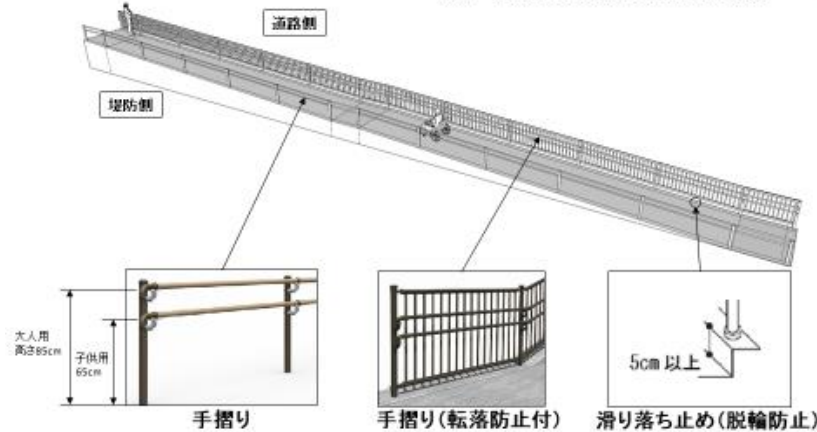 道路側
堤防側
大人用
高さ85cm
子供用
65cm
5cm 以上
手摺り
手摺り(転落防止付)
滑り落ち止め(脱輪防止)